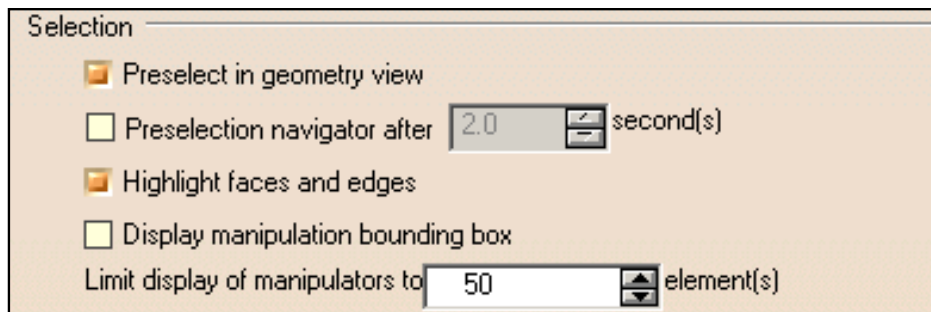 Selection
Preselect in geometry view
Preselection navigator after 2.0 second(s)
Highlight faces and edges
Display manipulation bounding box
Limit display of manipulators to 50 element(s)